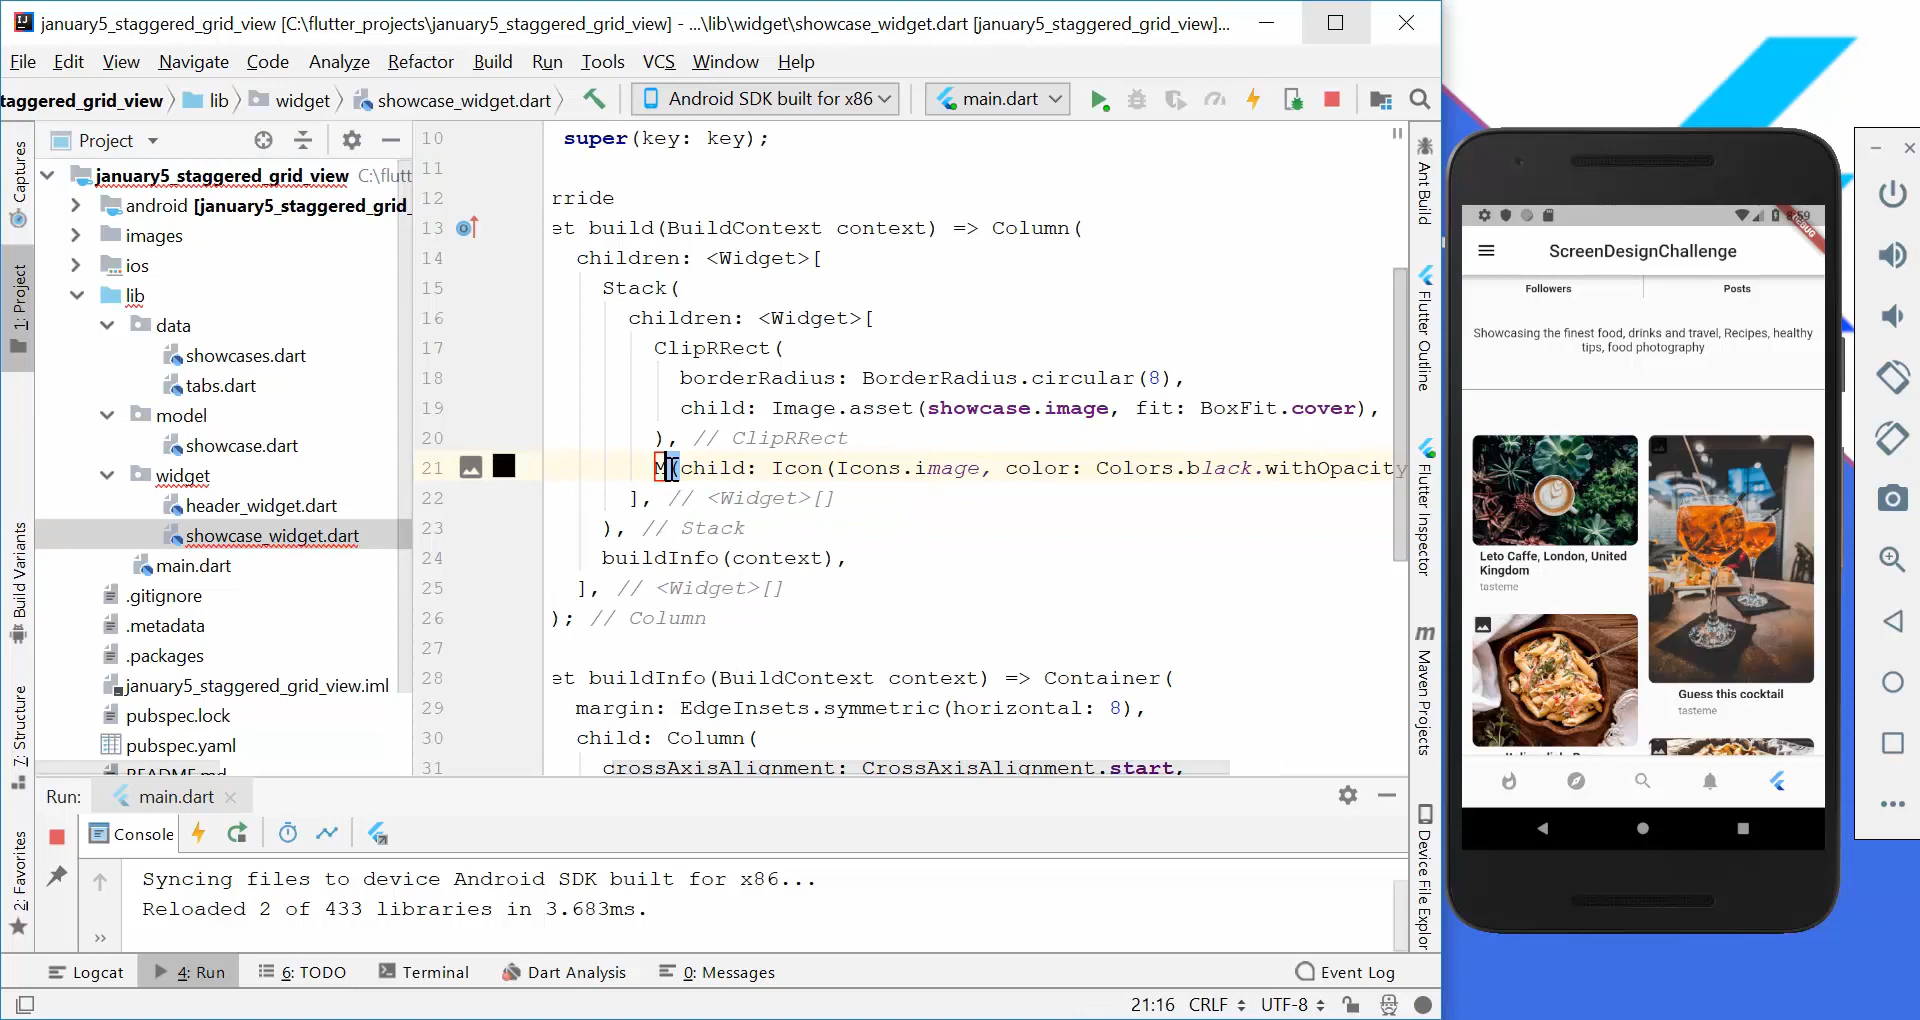 january5_staggered_grid_view [C:\flutter_projects\january5_staggered_grid_view] - ...\lib\widget\showcase_widget.dart [january5_staggered_grid_view]...
File Edit View Navigate Code Analyze Refactor Build Run Tools VCS Window Help
taggered_grid_view lib widget showcase_widget.dart Android SDK built for x86 main.dart
Project
january5_staggered_grid_view C:\flutt
android [january5_staggered_grid_
images
ios
lib
data
showcases.dart
tabs.dart
model
showcase.dart
widget
header_widget.dart
showcase_widget.dart
main.dart
.gitignore
.metadata
.packages
january5_staggered_grid_view.iml
pubspec.lock
pubspec.yaml
README.md
Captures
1: Project
Build Variants
7: Structure
2: Favorites
10 super(key: key);
11
12 rride
13 et build(BuildContext context) => Column(
14 children: <Widget>[
15 Stack(
16 children: <Widget>[
17 ClipRRect(
18 borderRadius: BorderRadius.circular(8),
19 child: Image.asset(showcase.image, fit: BoxFit.cover),
20 ), // ClipRRect
21 M(child: Icon(Icons.image, color: Colors.black.withOpacity
22 ], // <Widget>[]
23 ), // Stack
24 buildInfo(context),
25 ], // <Widget>[]
26 ); // Column
27
28 et buildInfo(BuildContext context) => Container(
29 margin: EdgeInsets.symmetric(horizontal: 8),
30 child: Column(
31 crossAxisAlignment: CrossAxisAlignment.start,
Ant Build
Flutter Outline
Flutter Inspector
Maven Projects
Device File Explor
Run: main.dart
Console
Syncing files to device Android SDK built for x86...
Reloaded 2 of 433 libraries in 3.683ms.
Logcat 4: Run 6: TODO Terminal Dart Analysis 0: Messages Event Log
21:16 CRLF UTF-8
8:59
DEBUG
ScreenDesignChallenge
Followers Posts
Showcasing the finest food, drinks and travel, Recipes, healthy
tips, food photography
Leto Caffe, London, United
Kingdom
tasteme
Guess this cocktail
tasteme